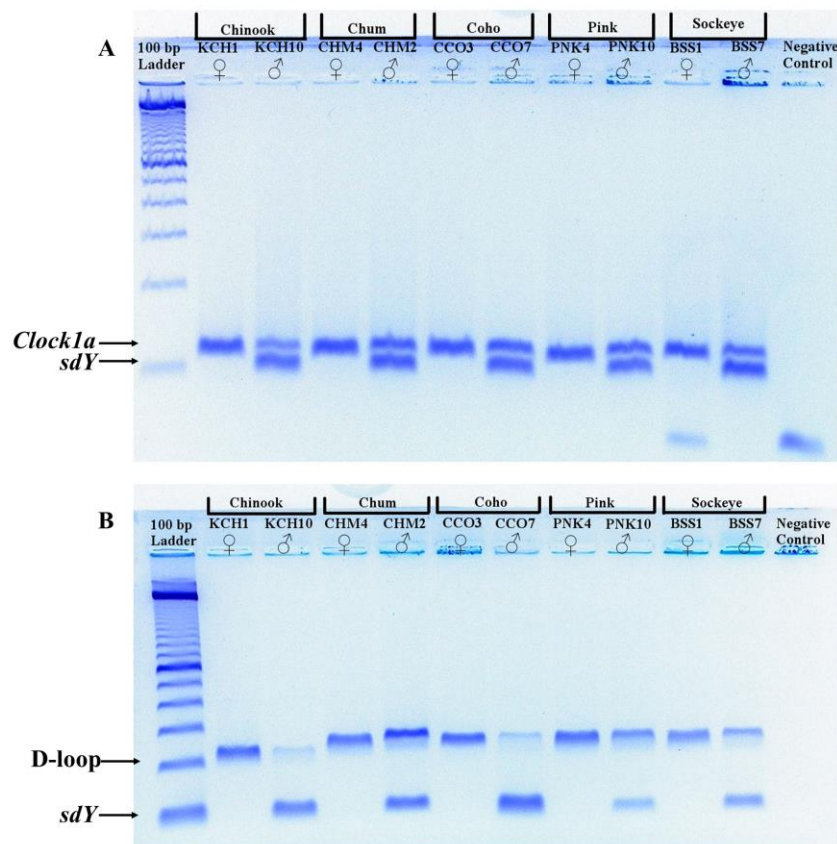 Chinook Chum Coho Pink Sockeye
A 100 bp Ladder KCH1 KCH10 CHM4 CHM2 CCO3 CCO7 PNK4 PNK10 BSS1 BSS7 Negative Control
♀ ♂ ♀ ♂ ♀ ♂ ♀ ♂ ♀ ♂
Clock1a
sdY
Chinook Chum Coho Pink Sockeye
B 100 bp Ladder KCH1 KCH10 CHM4 CHM2 CCO3 CCO7 PNK4 PNK10 BSS1 BSS7 Negative Control
♀ ♂ ♀ ♂ ♀ ♂ ♀ ♂ ♀ ♂
D-loop
sdY